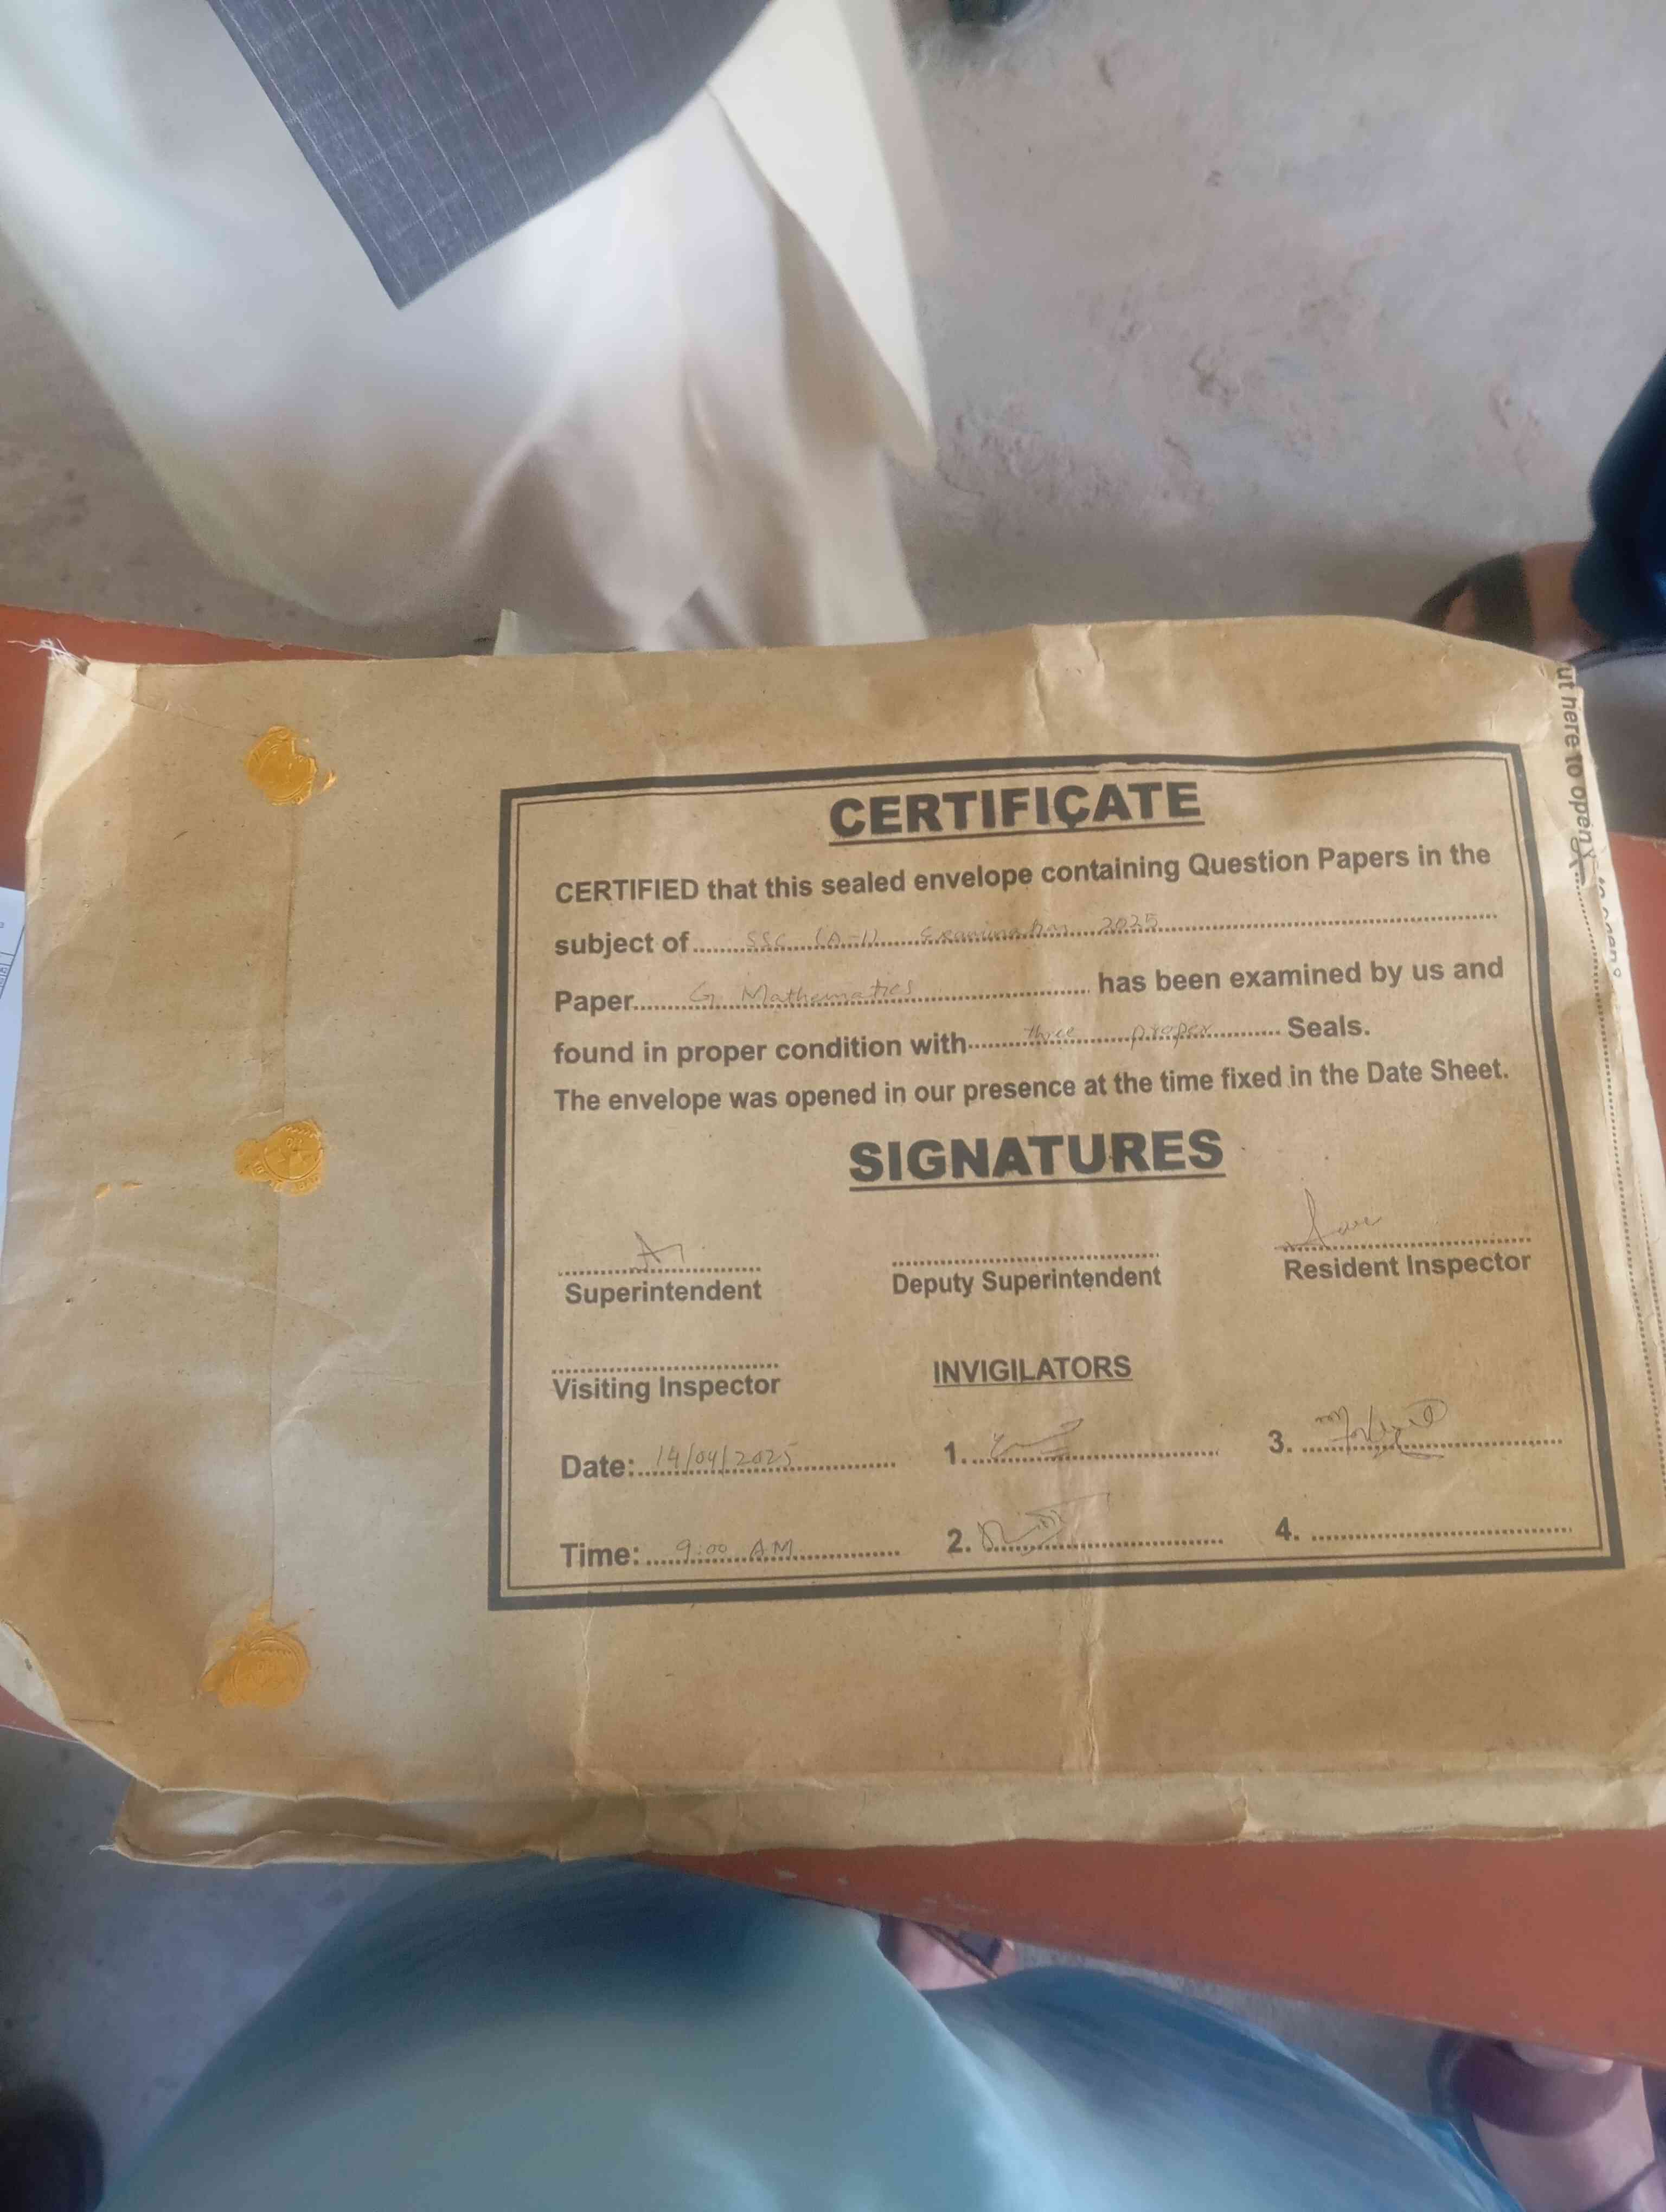 CERTIFICATE
CERTIFIED that this sealed envelope containing Question Papers in the
subject of SSC (A-I) Examination 2025
Paper G. Mathematics has been examined by us and
found in proper condition with three proper Seals.
The envelope was opened in our presence at the time fixed in the Date Sheet.
SIGNATURES
Superintendent Deputy Superintendent Resident Inspector
Visiting Inspector INVIGILATORS
Date: 14/04/2025 1. 3.
Time: 9:00 AM 2. 4.
ut here to open